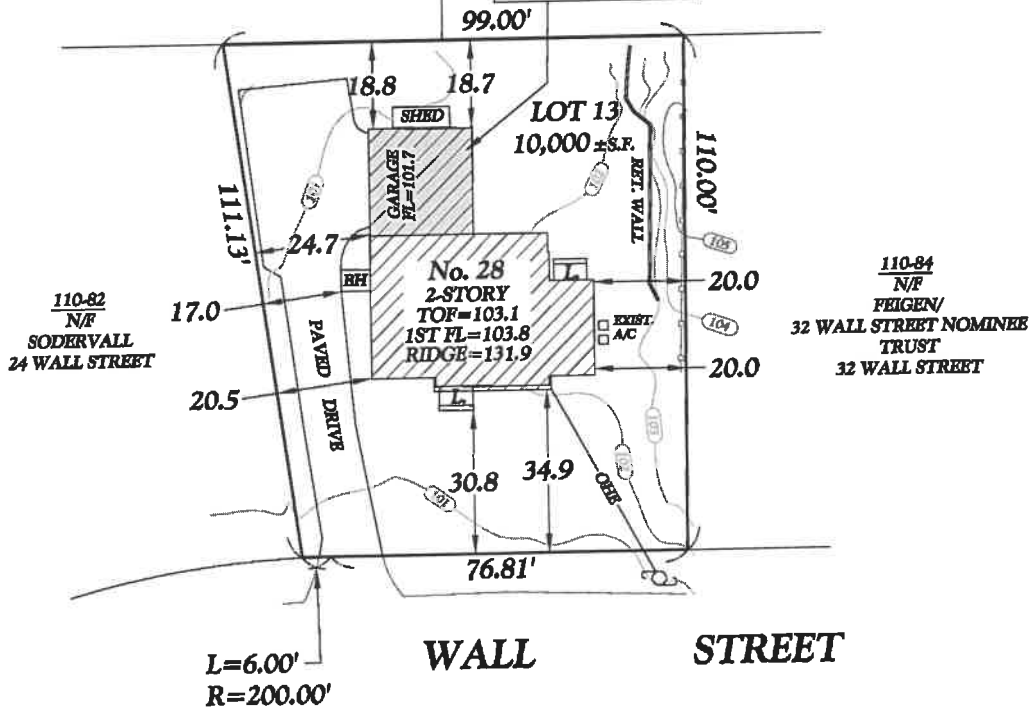 99.00'
18.8
18.7
SHED
LOT 13
10,000 ±S.F.
GARAGE
FL=101.7
RET. WALL
110.00'
111.13'
24.7
105
BH
No. 28
2-STORY
TOF=103.1
1ST FL=103.8
RIDGE=131.9
L.
20.0
17.0
EXIST.
A/C
104
110-82
N/F
SODERVALL
24 WALL STREET
110-84
N/F
FEIGEN/
32 WALL STREET NOMINEE
TRUST
32 WALL STREET
PAVED DRIVE
20.5
20.0
L.
103
102
30.8
34.9
OHE
101
76.81'
WALL STREET
L=6.00'
R=200.00'